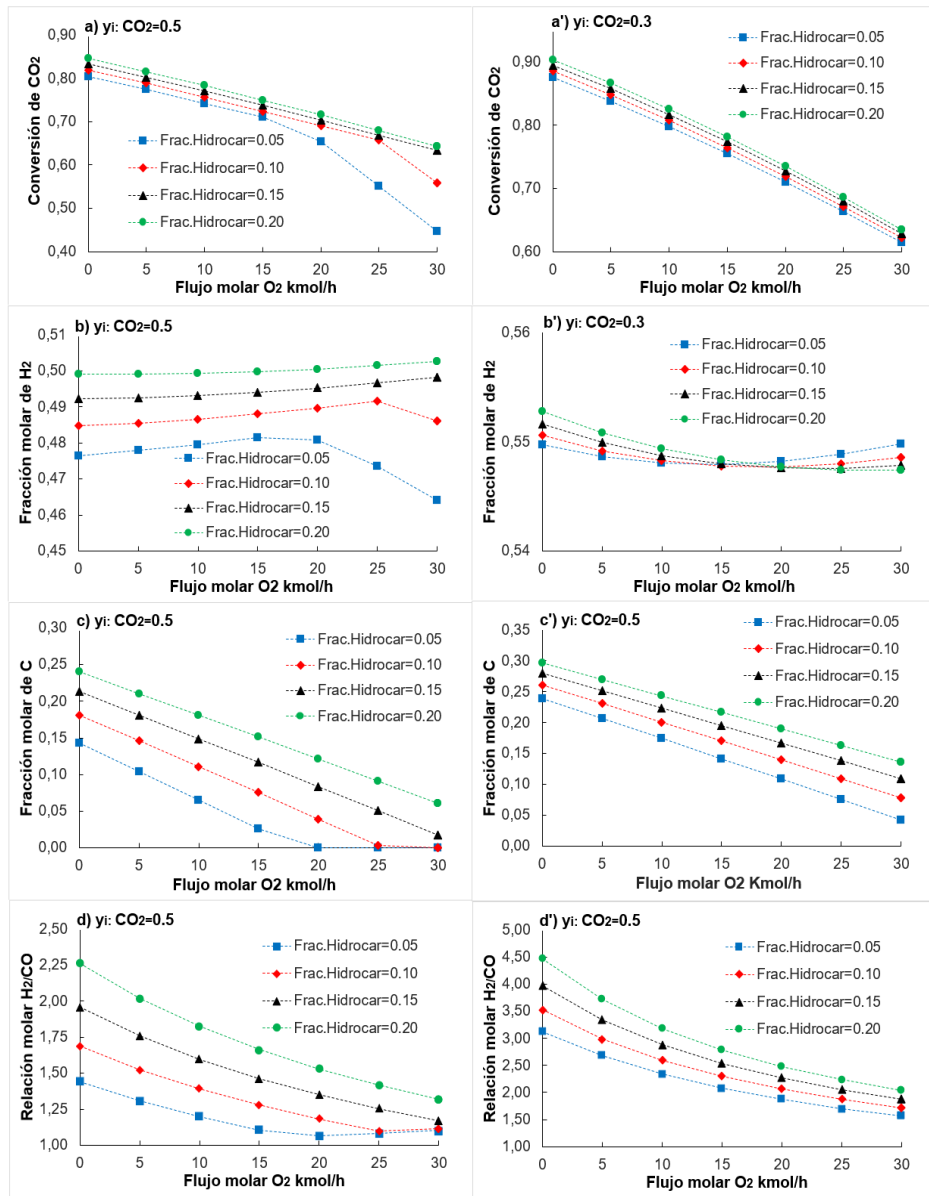 a) yi: CO2=0.5
Conversión de CO2
0,90
0,80
0,70
0,60
0,50
0,40
Frac.Hidrocar=0.05
Frac.Hidrocar=0.10
Frac.Hidrocar=0.15
Frac.Hidrocar=0.20
0 5 10 15 20 25 30
Flujo molar O2 kmol/h
a') yi: CO2=0.3
Conversión de CO2
0,90
0,80
0,70
0,60
Frac.Hidrocar=0.05
Frac.Hidrocar=0.10
Frac.Hidrocar=0.15
Frac.Hidrocar=0.20
0 5 10 15 20 25 30
Flujo molar O2 kmol/h
b) yi: CO2=0.5
Fracción molar de H2
0,51
0,50
0,49
0,48
0,47
0,46
0,45
Frac.Hidrocar=0.05
Frac.Hidrocar=0.10
Frac.Hidrocar=0.15
Frac.Hidrocar=0.20
0 5 10 15 20 25 30
Flujo molar O2 kmol/h
b') yi: CO2=0.3
Fracción molar de H2
0,56
0,55
0,54
Frac.Hidrocar=0.05
Frac.Hidrocar=0.10
Frac.Hidrocar=0.15
Frac.Hidrocar=0.20
0 5 10 15 20 25 30
Flujo molar O2 kmol/h
c) yi: CO2=0.5
Fracción molar de C
0,30
0,25
0,20
0,15
0,10
0,05
0,00
Frac.Hidrocar=0.05
Frac.Hidrocar=0.10
Frac.Hidrocar=0.15
Frac.Hidrocar=0.20
0 5 10 15 20 25 30
Flujo molar O2 kmol/h
c') yi: CO2=0.5
Fracción molar de C
0,35
0,30
0,25
0,20
0,15
0,10
0,05
0,00
Frac.Hidrocar=0.05
Frac.Hidrocar=0.10
Frac.Hidrocar=0.15
Frac.Hidrocar=0.20
0 5 10 15 20 25 30
Flujo molar O2 Kmol/h
d) yi: CO2=0.5
Relación molar H2/CO
2,50
2,25
2,00
1,75
1,50
1,25
1,00
Frac.Hidrocar=0.05
Frac.Hidrocar=0.10
Frac.Hidrocar=0.15
Frac.Hidrocar=0.20
0 5 10 15 20 25 30
Flujo molar O2 kmol/h
d') yi: CO2=0.5
Relación molar H2/CO
5,00
4,50
4,00
3,50
3,00
2,50
2,00
1,50
1,00
Frac.Hidrocar=0.05
Frac.Hidrocar=0.10
Frac.Hidrocar=0.15
Frac.Hidrocar=0.20
0 5 10 15 20 25 30
Flujo molar O2 kmol/h